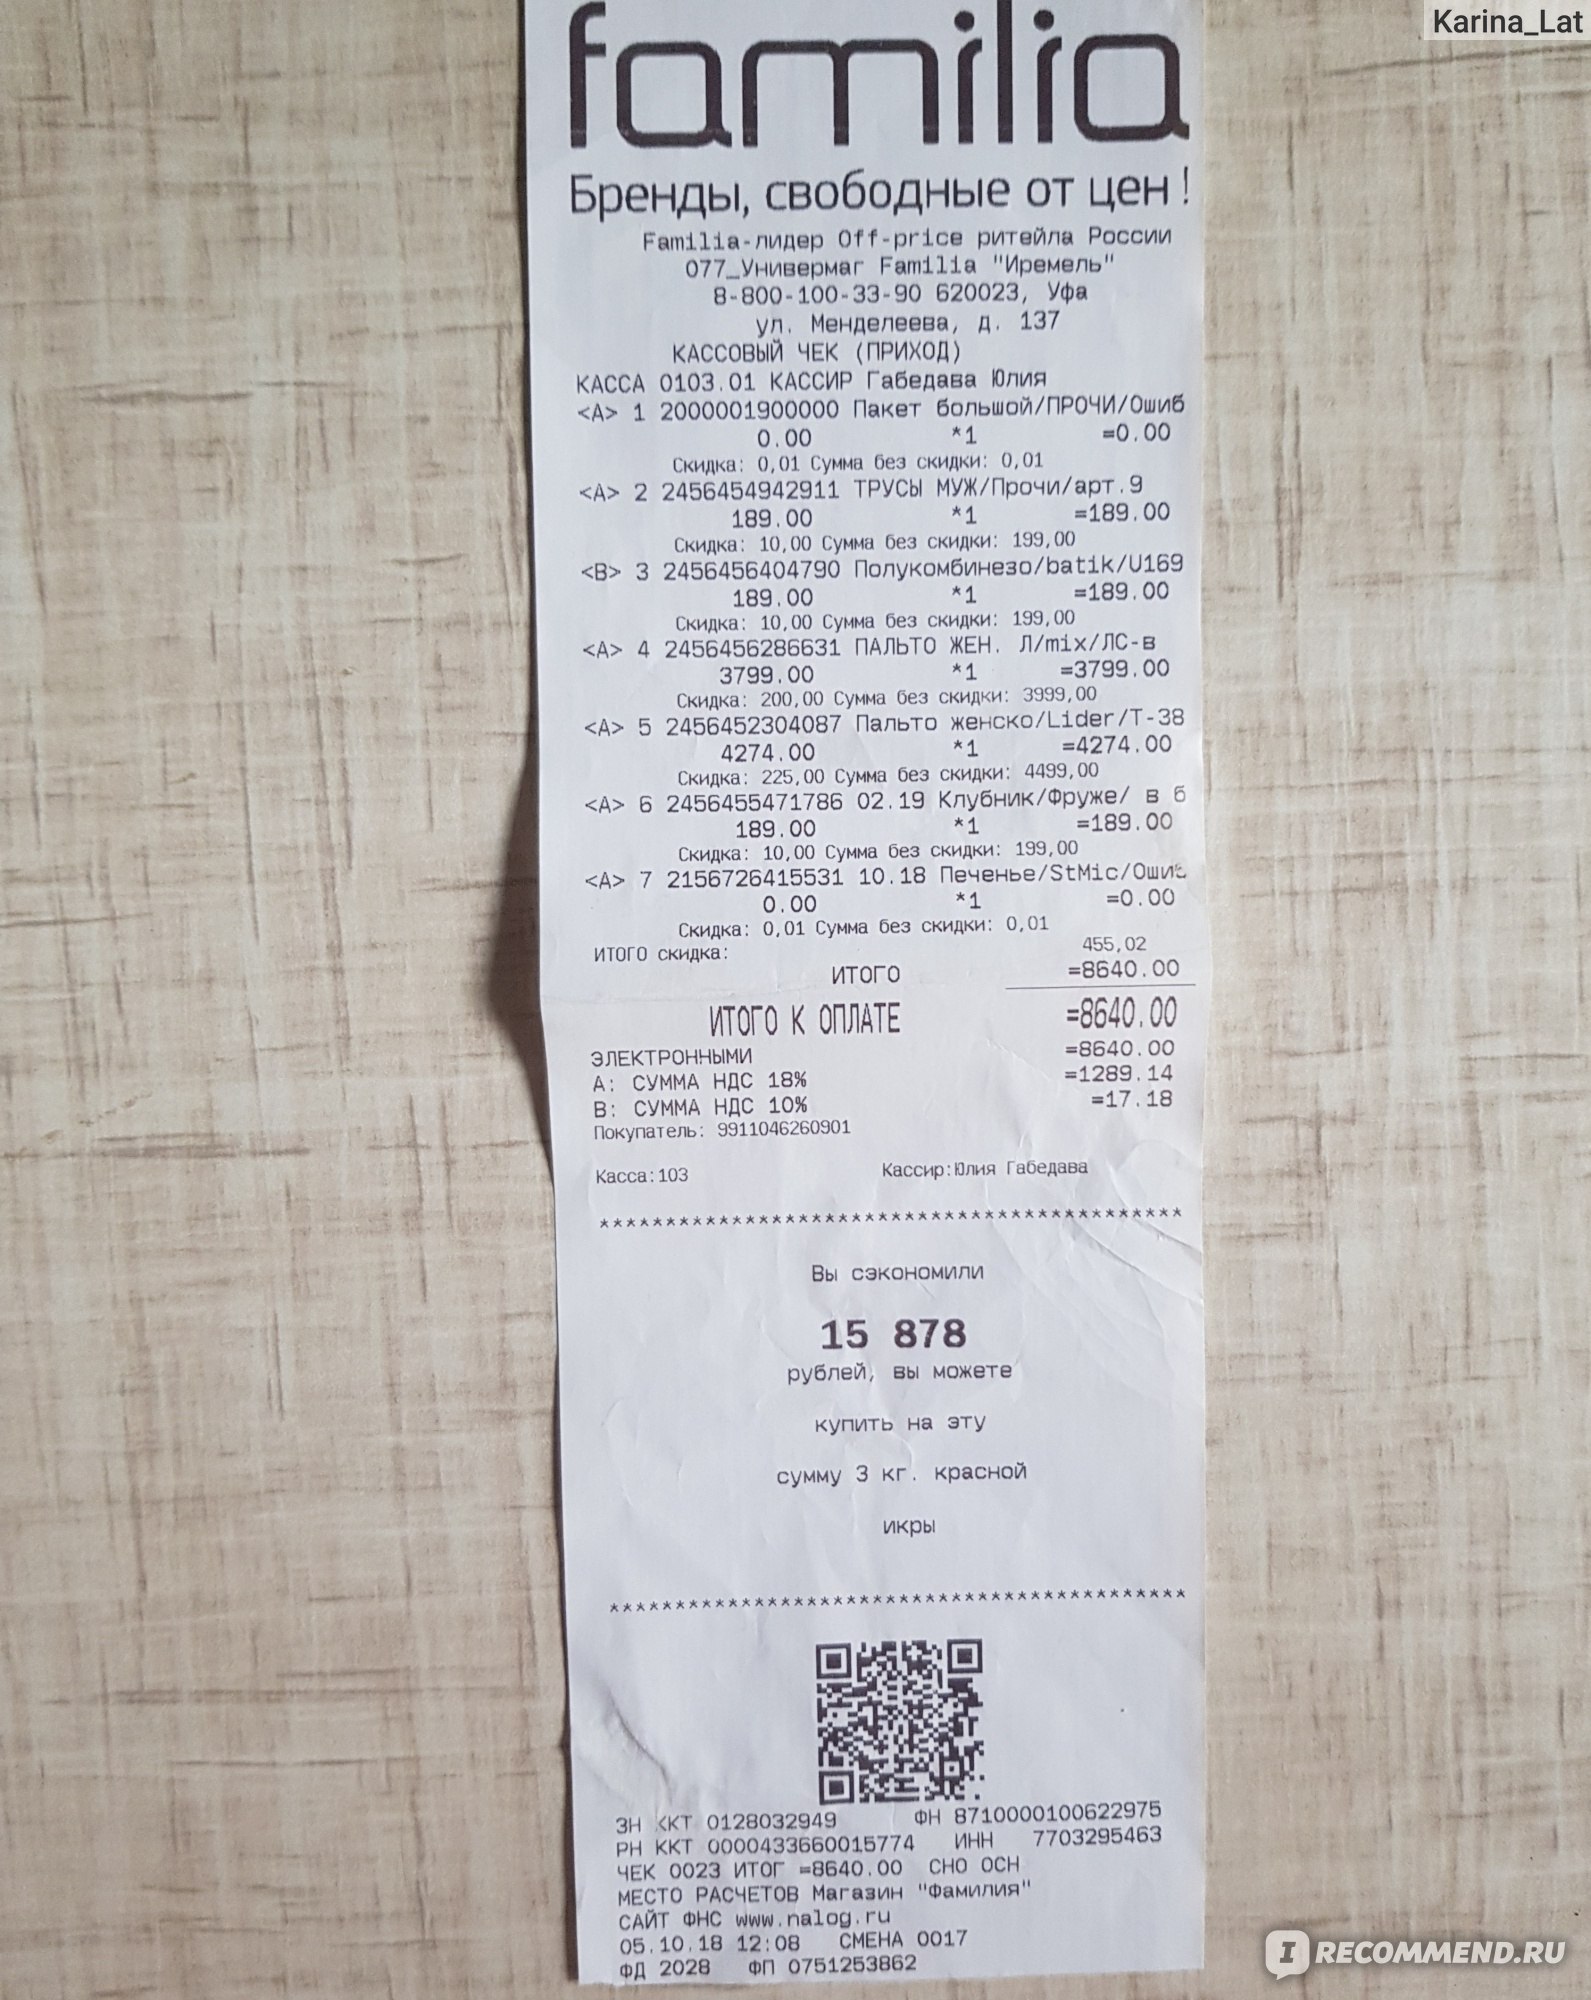 Karina_Lat
familia
Бренды, свободные от цен !
Familia-лидер Off-price ритейла России
077_Универмаг Familia "Иремель"
8-800-100-33-90 620023, Уфа
ул. Менделеева, д. 137
КАССОВЫЙ ЧЕК (ПРИХОД)
КАССА 0103.01 КАССИР Габедава Юлия
<A> 1 2000001900000 Пакет большой/ПРОЧИ/Ошиб
0.00 *1 =0.00
Скидка: 0,01 Сумма без скидки: 0,01
<A> 2 2456454942911 ТРУСЫ МУЖ/Прочи/арт.9
189.00 *1 =189.00
Скидка: 10,00 Сумма без скидки: 199,00
<B> 3 2456456404790 Полукомбинезо/batik/U169
189.00 *1 =189.00
Скидка: 10,00 Сумма без скидки: 199,00
<A> 4 2456456286631 ПАЛЬТО ЖЕН. Л/mix/ЛС-в
3799.00 *1 =3799.00
Скидка: 200,00 Сумма без скидки: 3999,00
<A> 5 2456452304087 Пальто женско/Lider/Т-38
4274.00 *1 =4274.00
Скидка: 225,00 Сумма без скидки: 4499,00
<A> 6 2456455471786 02.19 Клубник/Фруже/ в б
189.00 *1 =189.00
Скидка: 10,00 Сумма без скидки: 199,00
<A> 7 2156726415531 10.18 Печенье/StMic/Ошиб
0.00 *1 =0.00
Скидка: 0,01 Сумма без скидки: 0,01
ИТОГО скидка: 455,02
ИТОГО =8640.00
ИТОГО К ОПЛАТЕ =8640.00
ЭЛЕКТРОННЫМИ =8640.00
А: СУММА НДС 18% =1289.14
В: СУММА НДС 10% =17.18
Покупатель: 9911046260901
Касса:103 Кассир:Юлия Габедава
********************************************
Вы сэкономили
15 878
рублей, вы можете
купить на эту
сумму 3 кг. красной
икры
********************************************
ЗН ККТ 0128032949 ФН 8710000100622975
РН ККТ 0000433660015774 ИНН 7703295463
ЧЕК 0023 ИТОГ =8640.00 СНО ОСН
МЕСТО РАСЧЕТОВ Магазин "Фамилия"
САЙТ ФНС www.nalog.ru
05.10.18 12:08 СМЕНА 0017
ФД 2028 ФП 0751253862
I RECOMMEND.RU